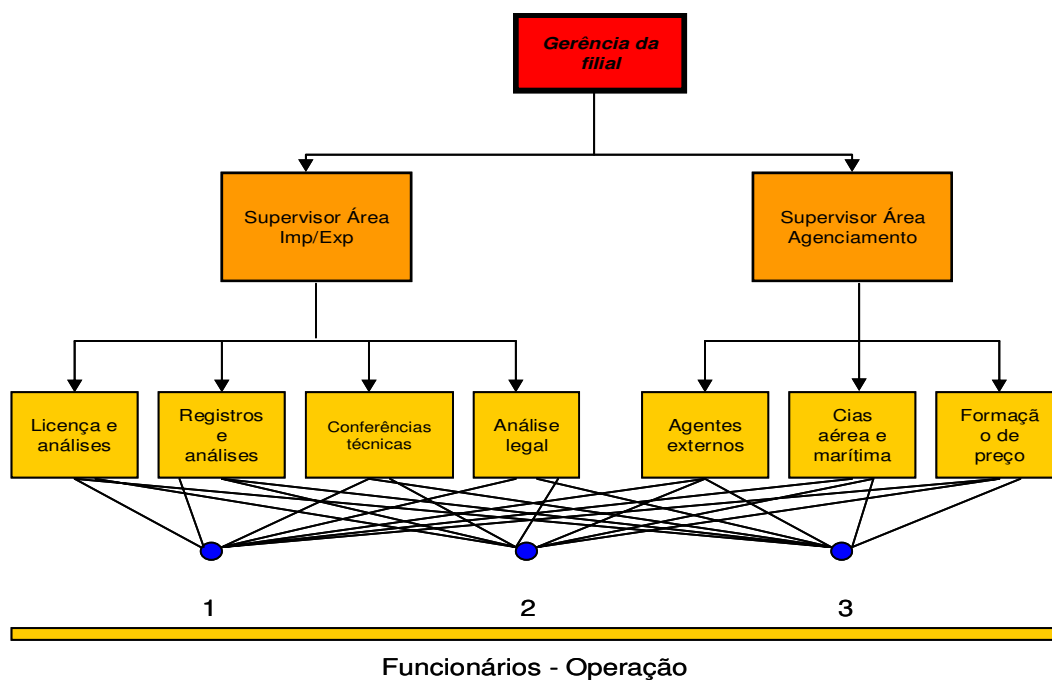 Gerência da
filial
Supervisor Área
Imp/Exp
Supervisor Área
Agenciamento
Licença e
análises
Registros
e
análises
Conferências
técnicas
Análise
legal
Agentes
externos
Cias
aérea e
marítima
Formaçã
o de
preço
1
2
3
Funcionários - Operação